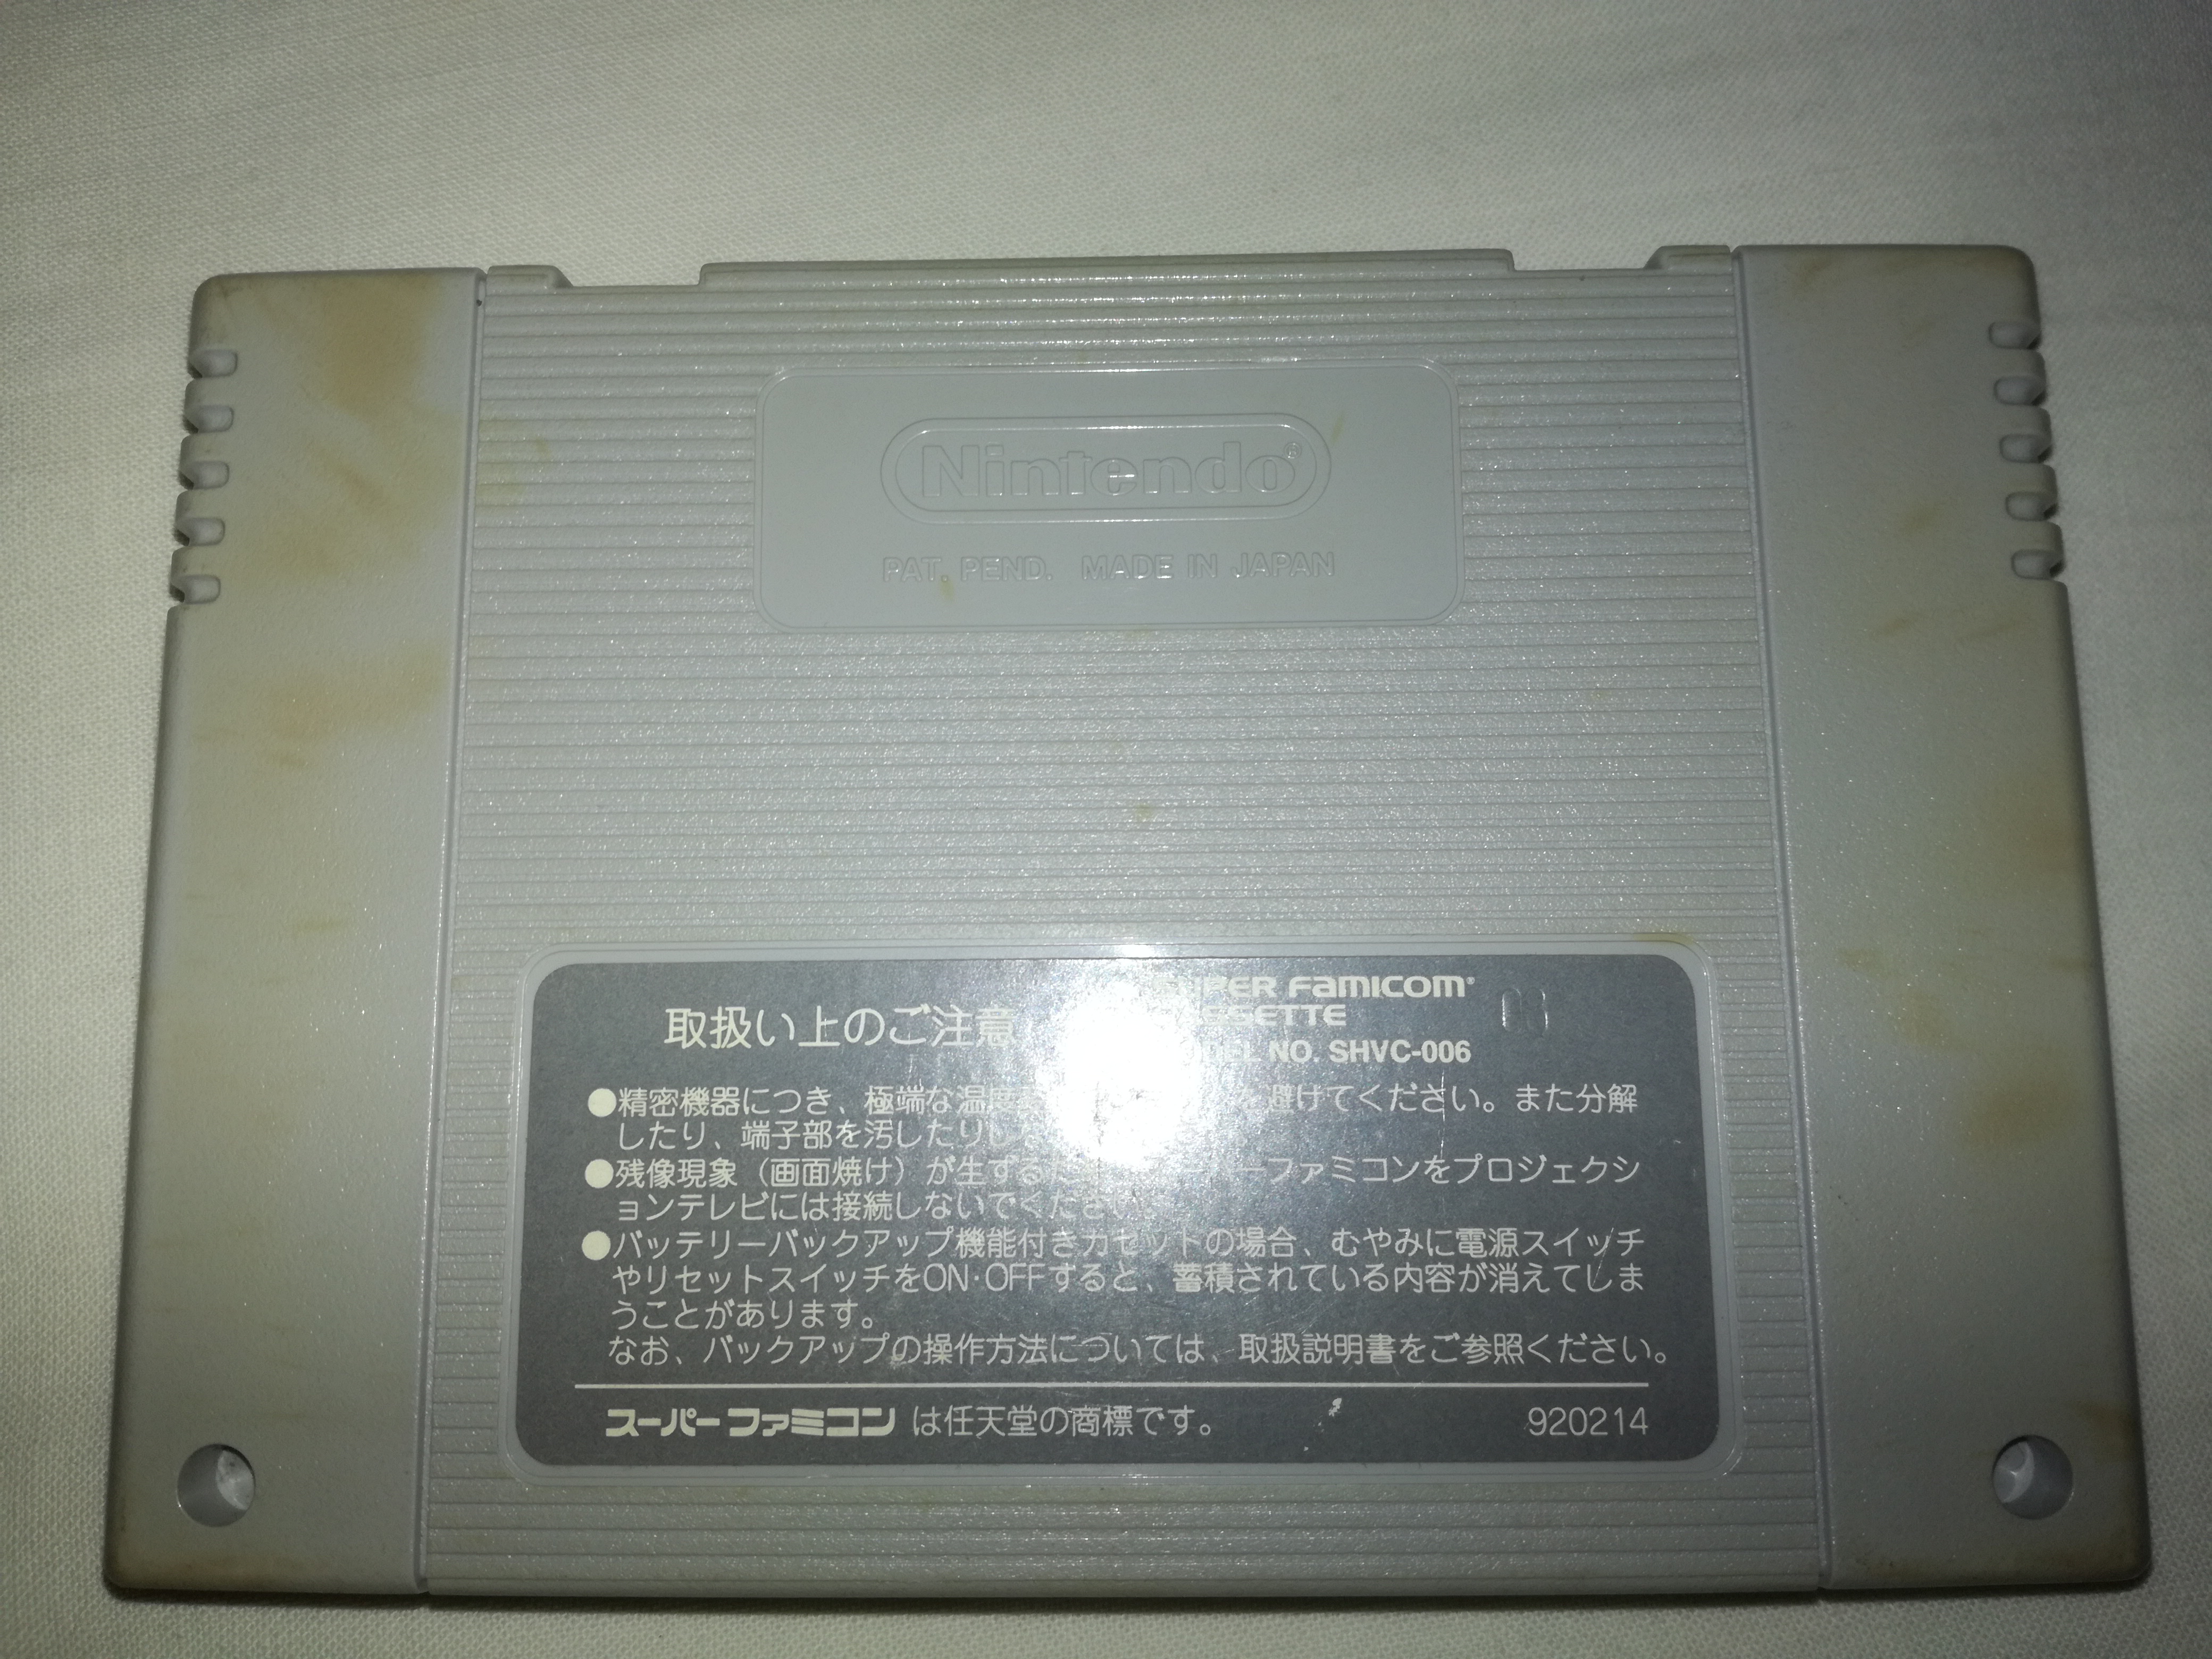 Nintendo®
PAT. PEND. MADE IN JAPAN
取扱い上のご注意
SUPER FAMICOM®
MODEL NO. SHVC-006
●精密機器につき、極端な温度 避けてください。また分解
したり、端子部を汚したり
●残像現象（画面焼け）が生ずる ファミコンをプロジェクシ
ョンテレビには接続しないでください
●バッテリーバックアップ機能付きカセットの場合、むやみに電源スイッチ
やリセットスイッチをON·OFFすると、蓄積されている内容が消えてしま
うことがあります。
なお、バックアップの操作方法については、取扱説明書をご参照ください。
スーパーファミコン は任天堂の商標です。 920214